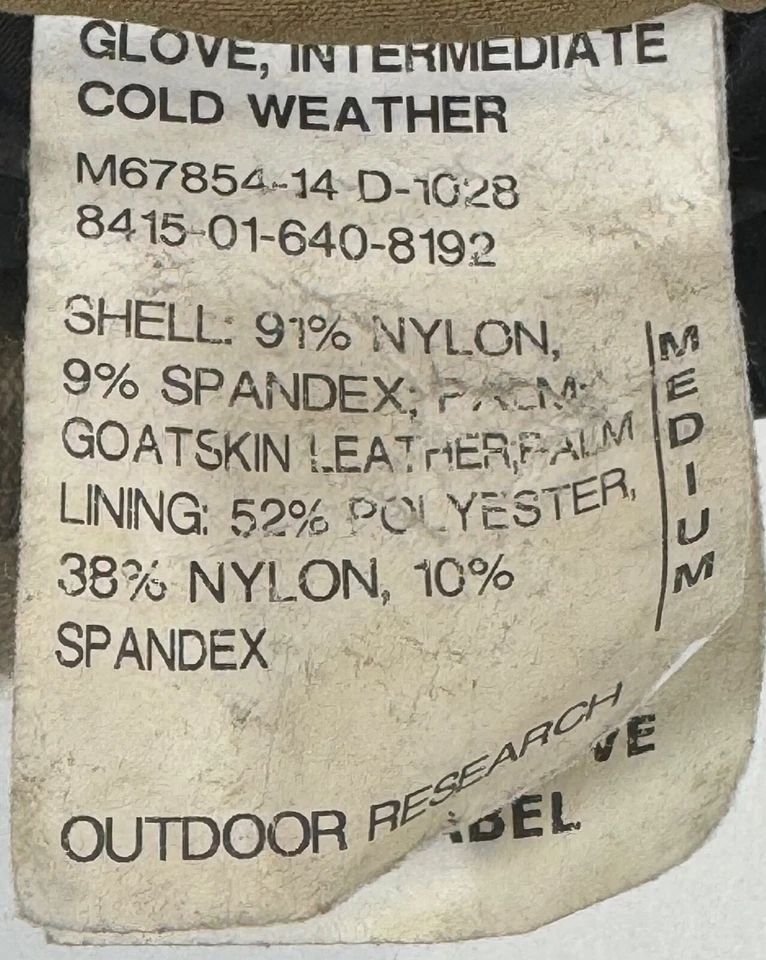 GLOVE, INTERMEDIATE
COLD WEATHER
M67854-14 D-1028
8415-01-640-8192
SHELL: 91% NYLON,
9% SPANDEX; PALM:
GOATSKIN LEATHER;PALM
LINING: 52% POLYESTER,
38% NYLON, 10%
SPANDEX
MEDIUM
OUTDOOR RESEARCH